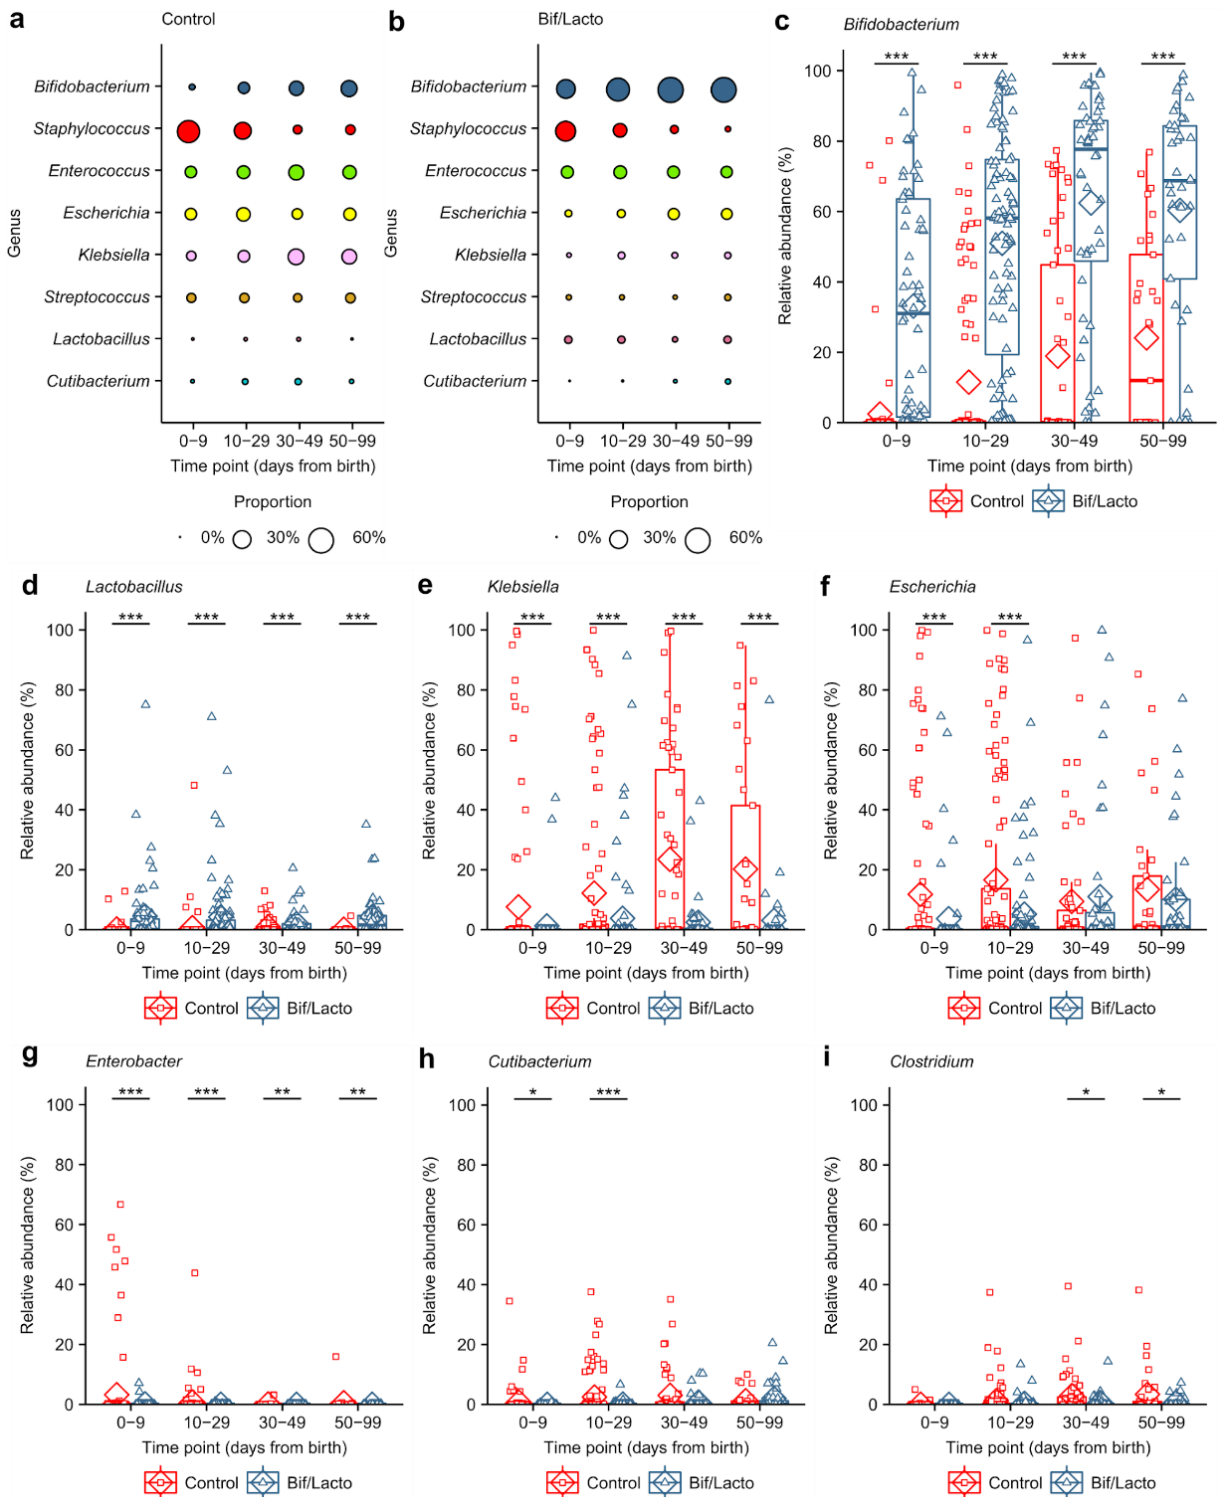 a
Control
Genus
Bifidobacterium
Staphylococcus
Enterococcus
Escherichia
Klebsiella
Streptococcus
Lactobacillus
Cutibacterium
0–9 10–29 30–49 50–99
Time point (days from birth)
Proportion
0% 30% 60%
b
Bif/Lacto
Genus
Bifidobacterium
Staphylococcus
Enterococcus
Escherichia
Klebsiella
Streptococcus
Lactobacillus
Cutibacterium
0–9 10–29 30–49 50–99
Time point (days from birth)
Proportion
0% 30% 60%
c
Bifidobacterium
*** *** *** ***
Relative abundance (%)
100
80
60
40
20
0
0–9 10–29 30–49 50–99
Time point (days from birth)
Control Bif/Lacto
d
Lactobacillus
*** *** *** ***
Relative abundance (%)
100
80
60
40
20
0
0–9 10–29 30–49 50–99
Time point (days from birth)
Control Bif/Lacto
e
Klebsiella
*** *** *** ***
Relative abundance (%)
100
80
60
40
20
0
0–9 10–29 30–49 50–99
Time point (days from birth)
Control Bif/Lacto
f
Escherichia
*** ***
Relative abundance (%)
100
80
60
40
20
0
0–9 10–29 30–49 50–99
Time point (days from birth)
Control Bif/Lacto
g
Enterobacter
*** *** ** **
Relative abundance (%)
100
80
60
40
20
0
0–9 10–29 30–49 50–99
Time point (days from birth)
Control Bif/Lacto
h
Cutibacterium
* ***
Relative abundance (%)
100
80
60
40
20
0
0–9 10–29 30–49 50–99
Time point (days from birth)
Control Bif/Lacto
i
Clostridium
* *
Relative abundance (%)
100
80
60
40
20
0
0–9 10–29 30–49 50–99
Time point (days from birth)
Control Bif/Lacto